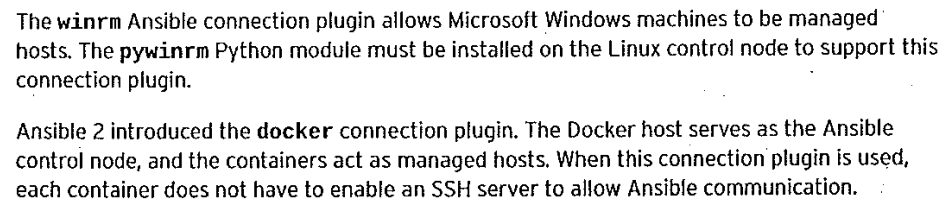 The winrm Ansible connection plugin allows Microsoft Windows machines to be managed
hosts. The pywinrm Python module must be installed on the Linux control node to support this
connection plugin.
Ansible 2 introduced the docker connection plugin. The Docker host serves as the Ansible
control node, and the containers act as managed hosts. When this connection plugin is used,
each container does not have to enable an SSH server to allow Ansible communication.